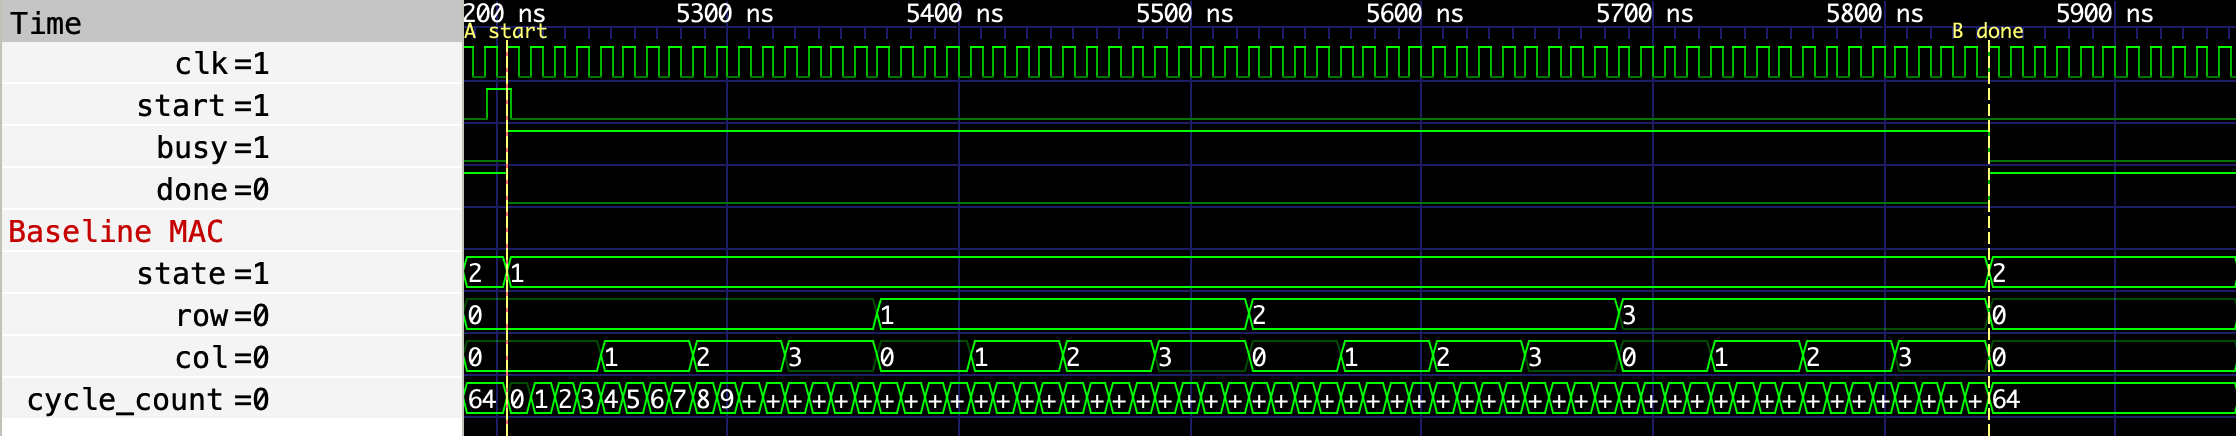 Time 200 ns 5300 ns 5400 ns 5500 ns 5600 ns 5700 ns 5800 ns 5900 ns
A start B done
clk=1
start=1
busy=1
done=0
Baseline MAC
state=1 2 1 2
row=0 0 1 2 3 0
col=0 0 1 2 3 0 1 2 3 0 1 2 3 0 1 2 3 0
cycle_count=0 64 0 1 2 3 4 5 6 7 8 9 + + + + + + + + + + + + + + + + + + + + + + + + + + + + + + + + + + + + + + + + + + + + + + + + + + + + + + 64